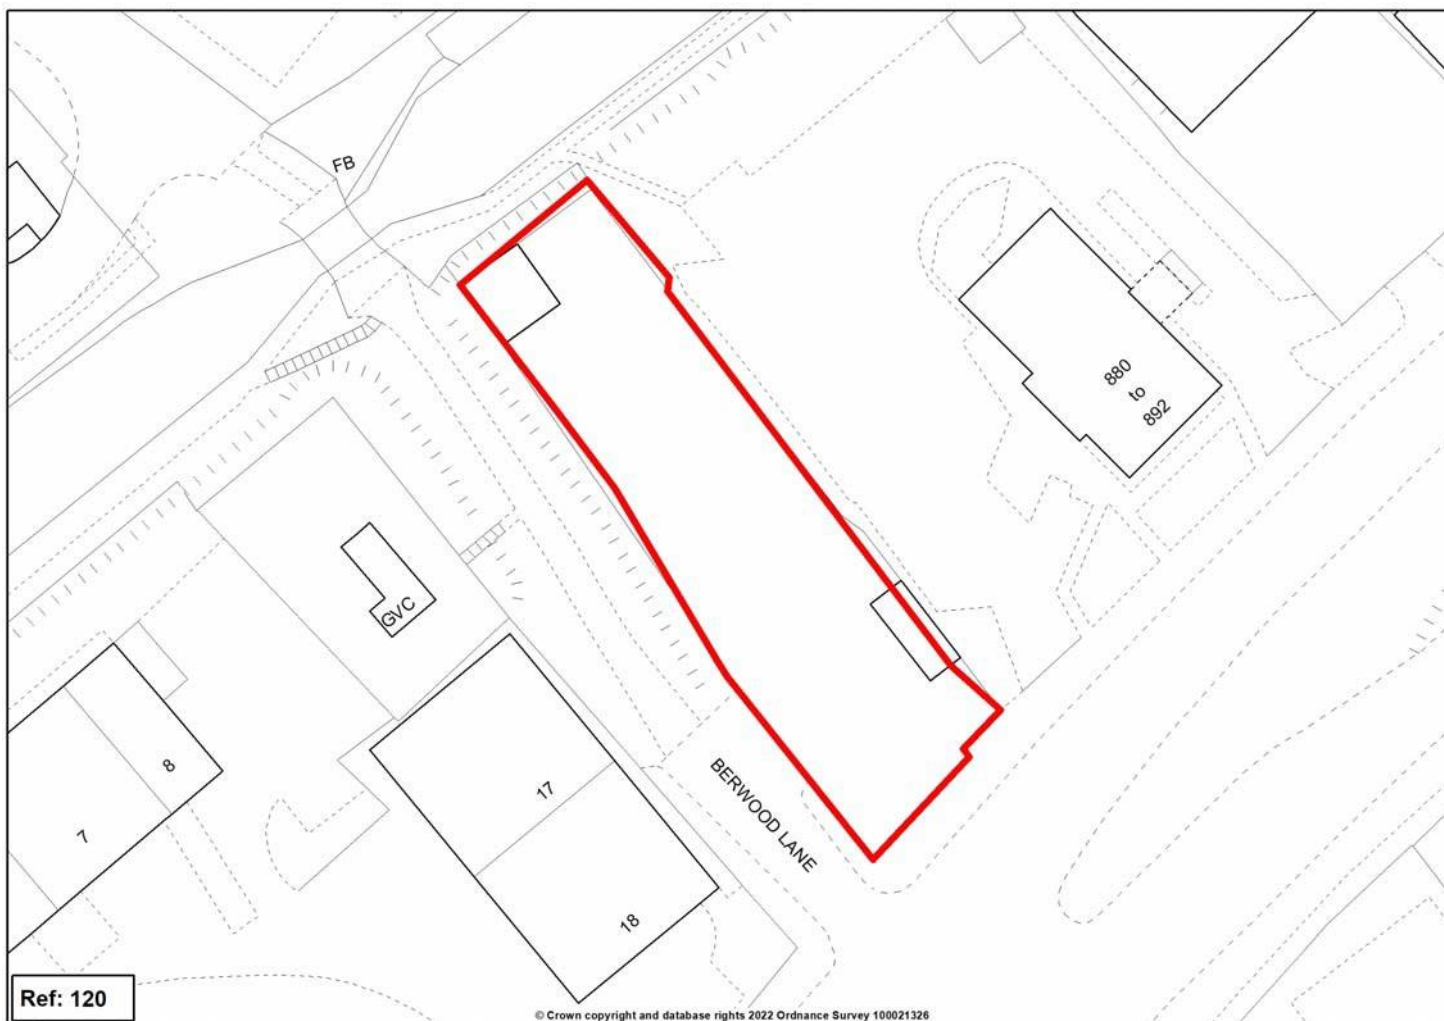 FB
880
to
892
GVC
8
7
17
18
BERWOOD LANE
Ref: 120
© Crown copyright and database rights 2022 Ordnance Survey 100021326